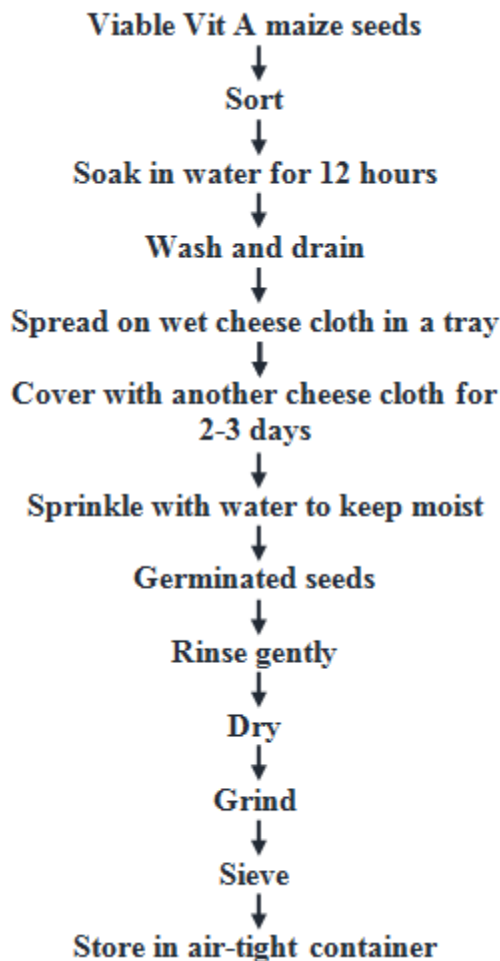 Viable Vit A maize seeds
Sort
Soak in water for 12 hours
Wash and drain
Spread on wet cheese cloth in a tray
Cover with another cheese cloth for
2-3 days
Sprinkle with water to keep moist
Germinated seeds
Rinse gently
Dry
Grind
Sieve
Store in air-tight container